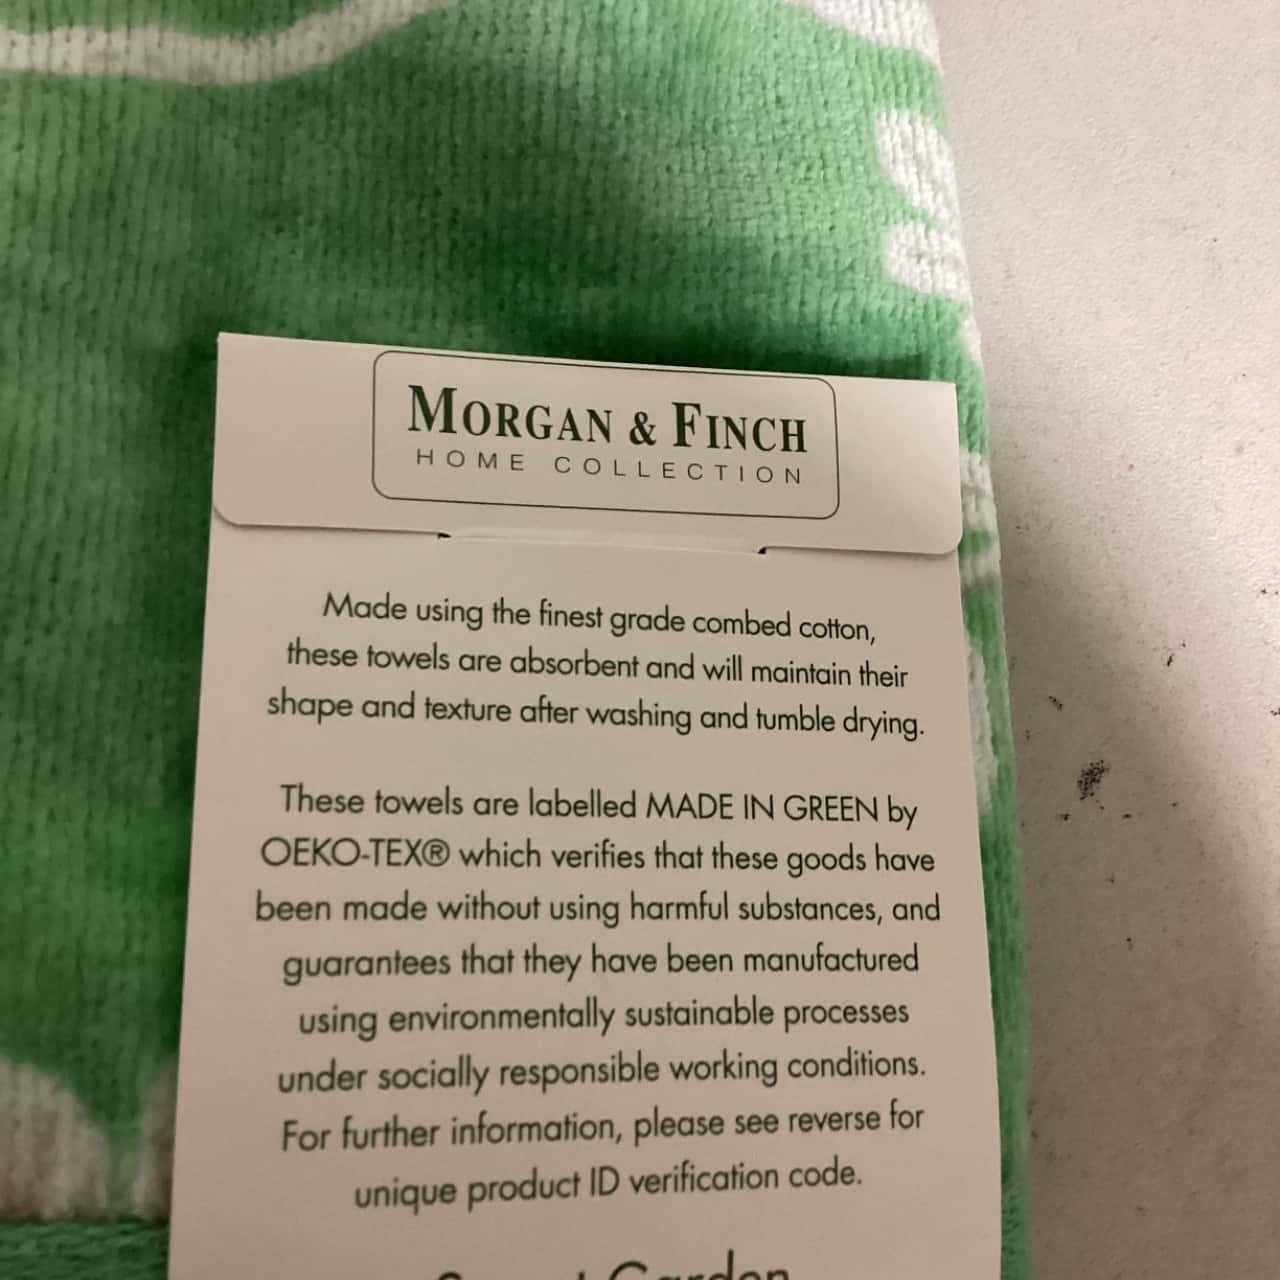 MORGAN & FINCH
HOME COLLECTION
Made using the finest grade combed cotton,
these towels are absorbent and will maintain their
shape and texture after washing and tumble drying.
These towels are labelled MADE IN GREEN by
OEKO-TEX® which verifies that these goods have
been made without using harmful substances, and
guarantees that they have been manufactured
using environmentally sustainable processes
under socially responsible working conditions.
For further information, please see reverse for
unique product ID verification code.
Garden